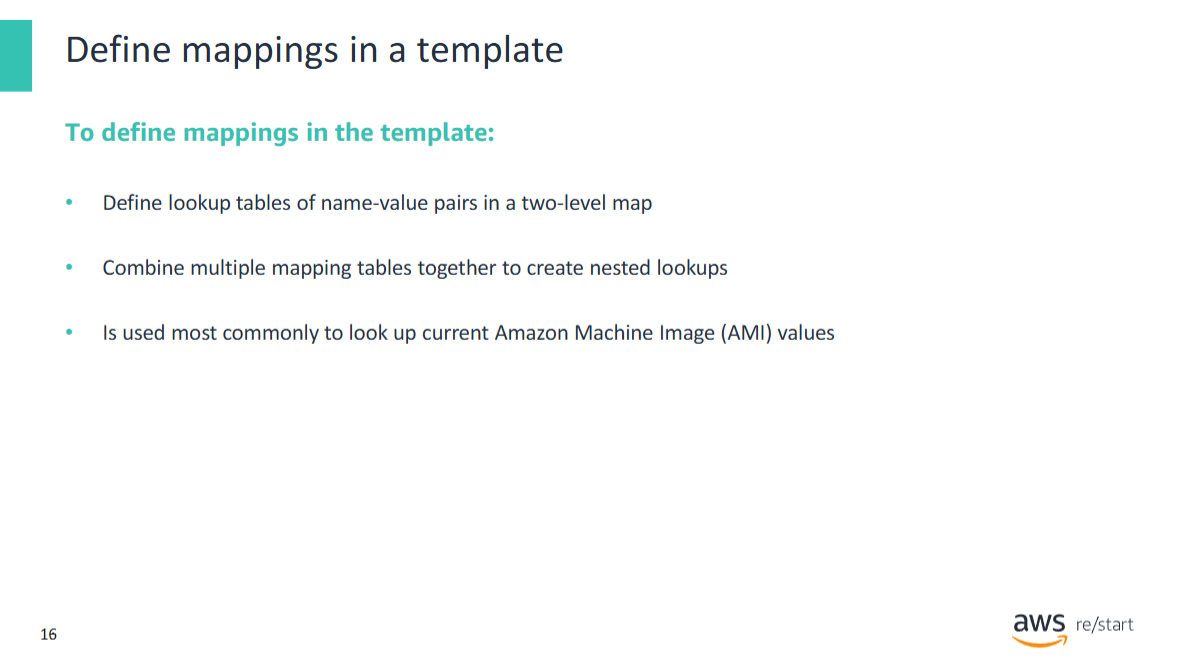 Define mappings in a template
To define mappings in the template:
• Define lookup tables of name-value pairs in a two-level map
• Combine multiple mapping tables together to create nested lookups
• Is used most commonly to look up current Amazon Machine Image (AMI) values
16
aws re/start